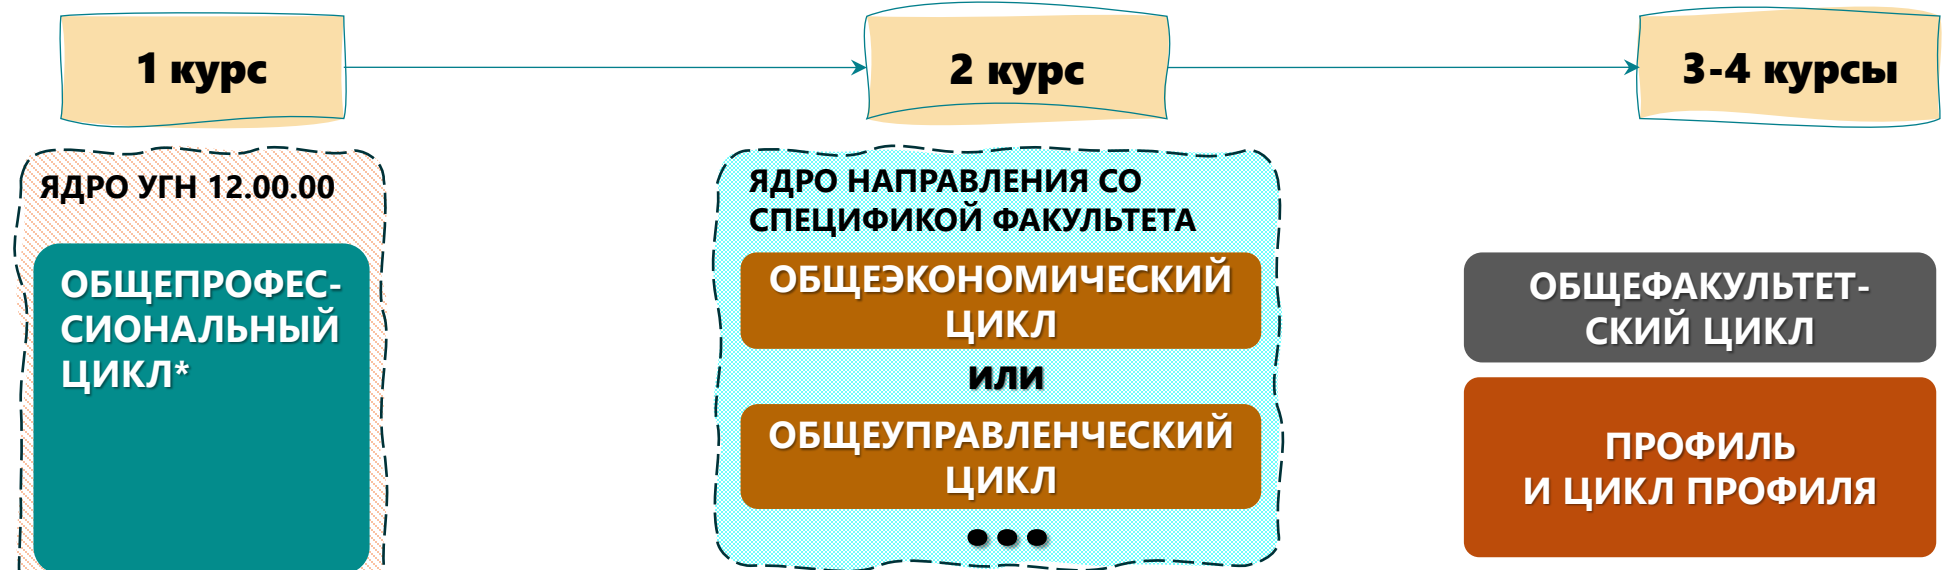 1 курс
2 курс
3-4 курсы
ЯДРО УГН 12.00.00
ОБЩЕПРОФЕС-
СИОНАЛЬНЫЙ
ЦИКЛ*
ЯДРО НАПРАВЛЕНИЯ СО
СПЕЦИФИКОЙ ФАКУЛЬТЕТА
ОБЩЕЭКОНОМИЧЕСКИЙ
ЦИКЛ
или
ОБЩЕУПРАВЛЕНЧЕСКИЙ
ЦИКЛ
...
ОБЩЕФАКУЛЬТЕТ-
СКИЙ ЦИКЛ
ПРОФИЛЬ
И ЦИКЛ ПРОФИЛЯ